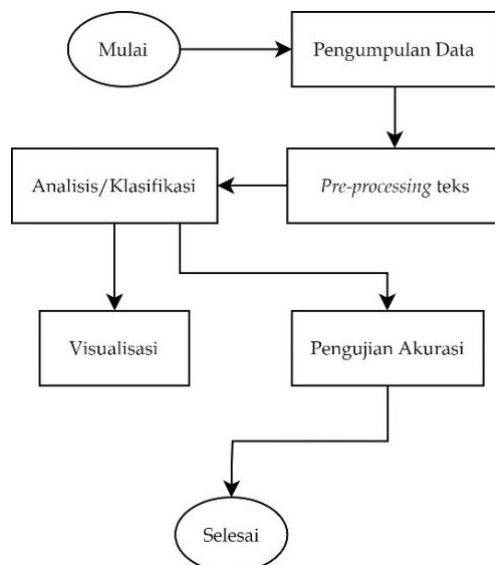 Mulai
Pengumpulan Data
Analisis/Klasifikasi
Pre-processing teks
Visualisasi
Pengujian Akurasi
Selesai